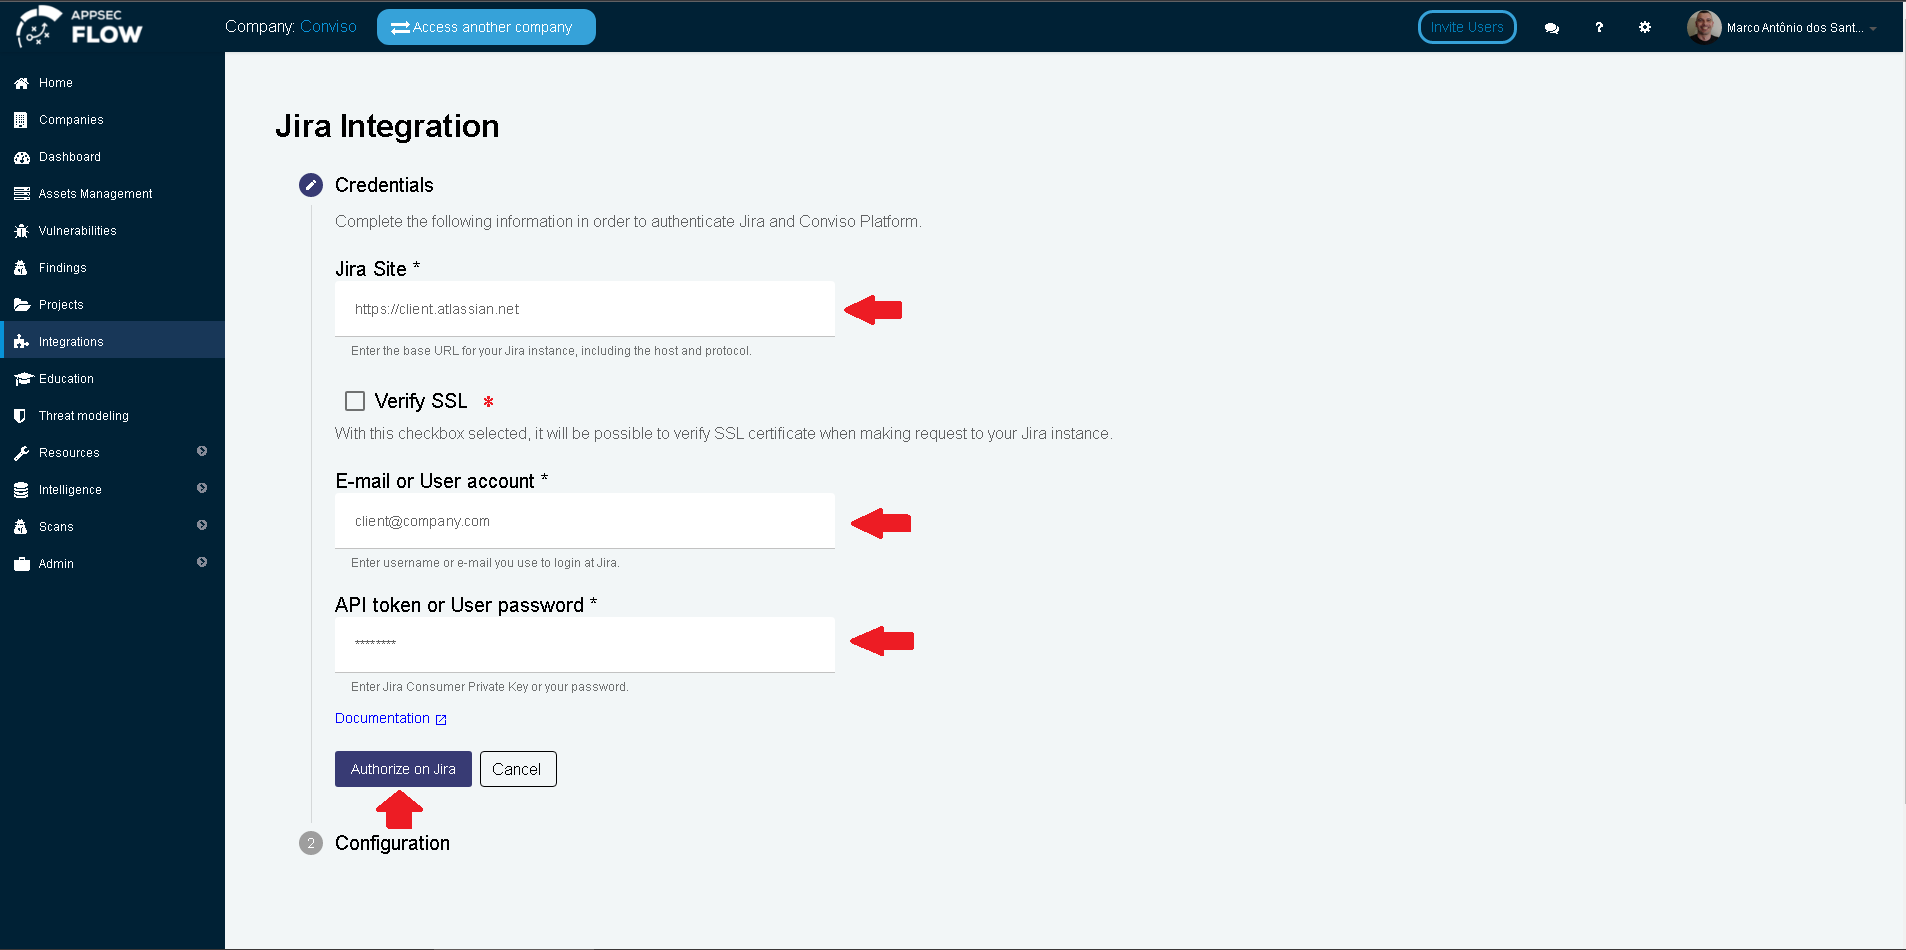 APPSEC
FLOW
Company: Conviso
Access another company
Invite Users
?
Marco Antônio dos Sant...
Home
Companies
Dashboard
Assets Management
Vulnerabilities
Findings
Projects
Integrations
Education
Threat modeling
Resources
Intelligence
Scans
Admin
Jira Integration
Credentials
Complete the following information in order to authenticate Jira and Conviso Platform.
Jira Site *
https://client.atlassian.net
Enter the base URL for your Jira instance, including the host and protocol.
Verify SSL *
With this checkbox selected, it will be possible to verify SSL certificate when making request to your Jira instance.
E-mail or User account *
client@company.com
Enter username or e-mail you use to login at Jira.
API token or User password *
********
Enter Jira Consumer Private Key or your password.
Documentation
Authorize on Jira
Cancel
2 Configuration